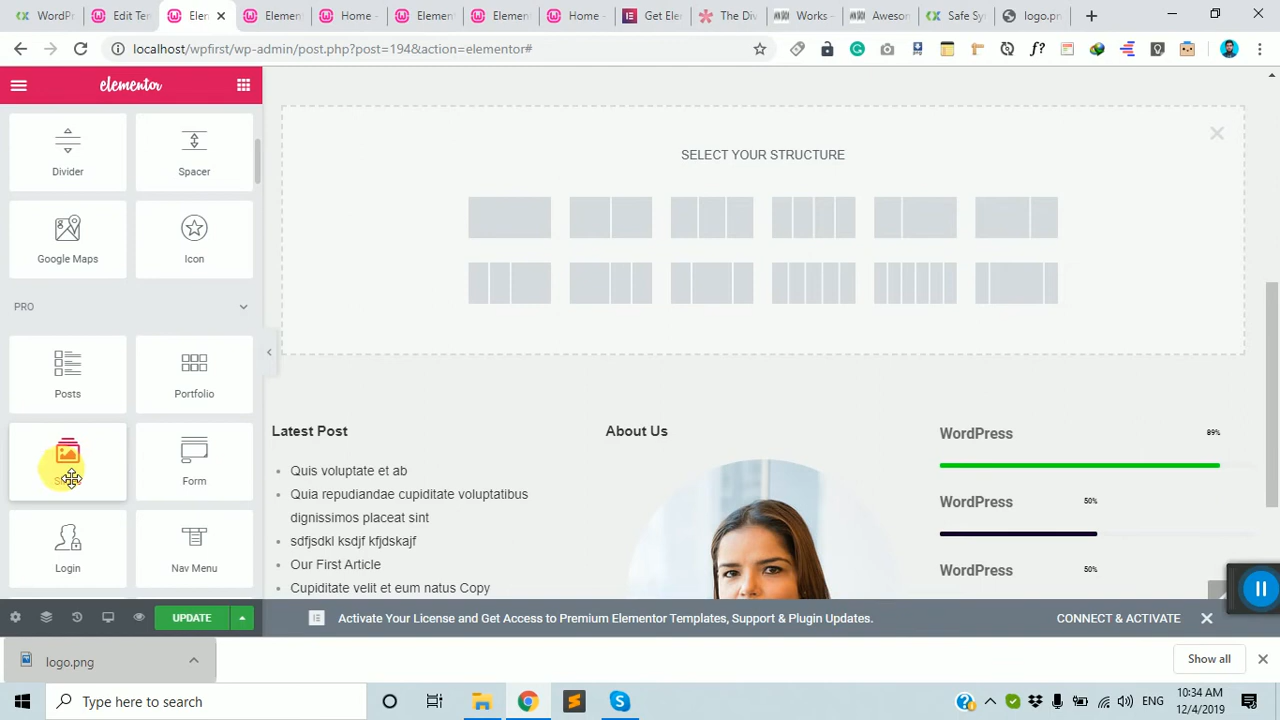 WordPr
Edit Ter
Ele
Elemen
Home -
Elemen
Elemen
Home -
Get Ele
The Div
Works -
Awesor
Safe Sy
logo.pn
localhost/wpfirst/wp-admin/post.php?post=194&action=elementor#
elementor
Divider
Spacer
Google Maps
Icon
PRO
Posts
Portfolio
Form
Login
Nav Menu
UPDATE
SELECT YOUR STRUCTURE
Latest Post
Quis voluptate et ab
Quia repudiandae cupiditate voluptatibus
dignissimos placeat sint
sdfjsdkl ksdjf kfjdskajf
Our First Article
Cupiditate velit et eum natus Copy
About Us
WordPress 89%
WordPress 50%
WordPress 50%
Activate Your License and Get Access to Premium Elementor Templates, Support & Plugin Updates.
CONNECT & ACTIVATE
logo.png
Show all
Type here to search
ENG
10:34 AM
12/4/2019